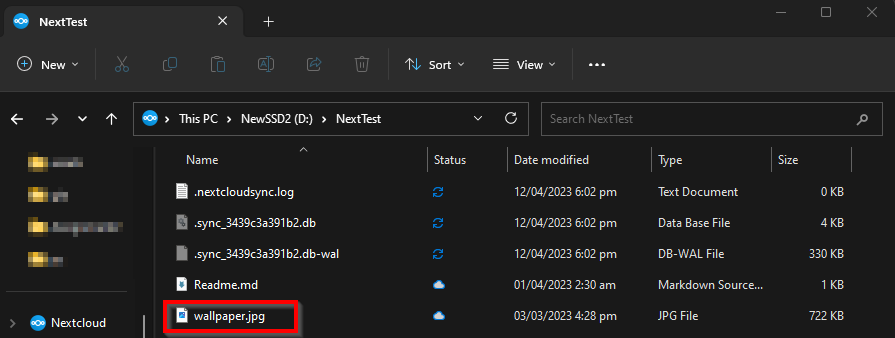 NextTest
New
Sort
View
This PC > NewSSD2 (D:) > NextTest
Search NextTest
Name Status Date modified Type Size
.nextcloudsync.log 12/04/2023 6:02 pm Text Document 0 KB
.sync_3439c3a391b2.db 12/04/2023 6:02 pm Data Base File 4 KB
.sync_3439c3a391b2.db-wal 12/04/2023 6:02 pm DB-WAL File 330 KB
Readme.md 01/04/2023 2:30 am Markdown Source... 1 KB
wallpaper.jpg 03/03/2023 4:28 pm JPG File 722 KB
Nextcloud